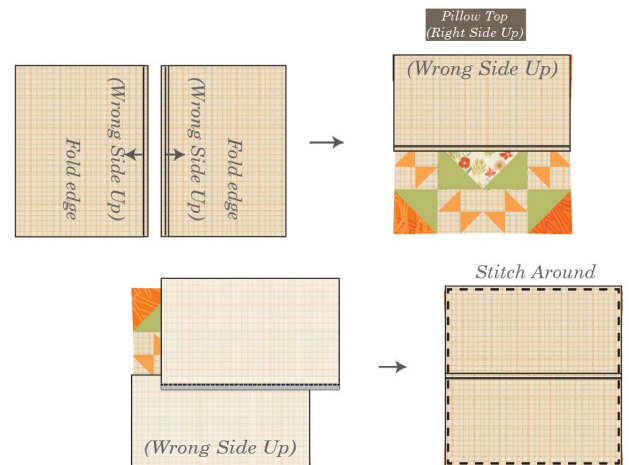 Pillow Top
(Right Side Up)
(Wrong Side Up)
Fold edge
(Wrong Side Up)
Fold edge
(Wrong Side Up)
Stitch Around
(Wrong Side Up)